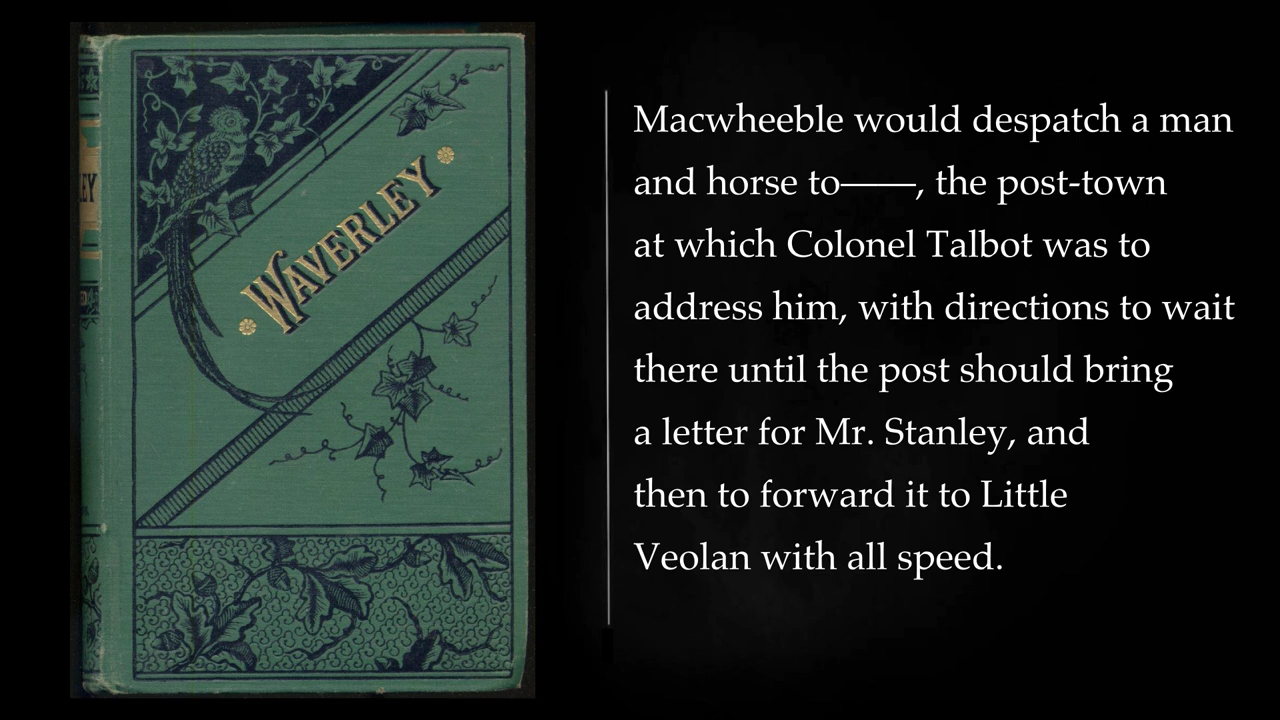 WAVERLEY
LEY
Macwheeble would despatch a man
and horse to——, the post-town
at which Colonel Talbot was to
address him, with directions to wait
there until the post should bring
a letter for Mr. Stanley, and
then to forward it to Little
Veolan with all speed.